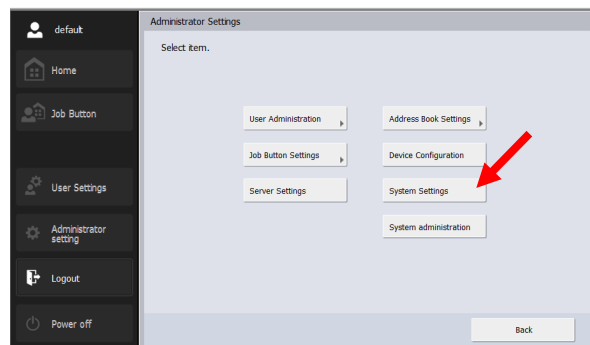 default
Home
Job Button
User Settings
Administrator
setting
Logout
Power off
Administrator Settings
Select item.
User Administration
Address Book Settings
Job Button Settings
Device Configuration
Server Settings
System Settings
System administration
Back